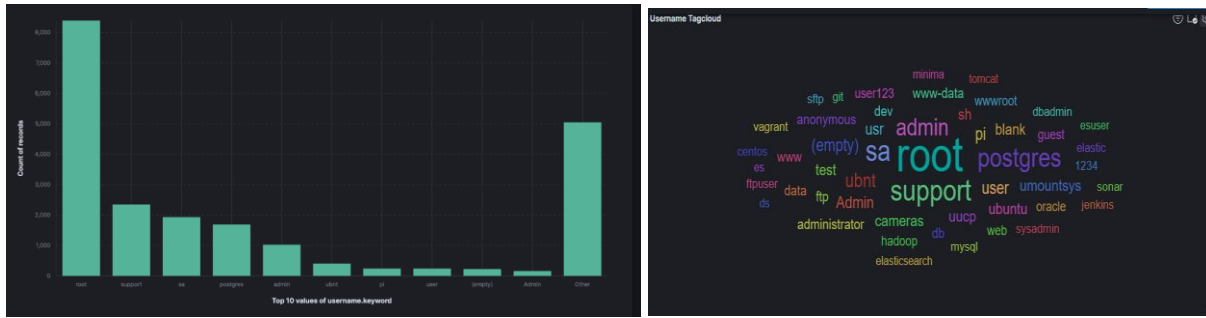 8,000
7,000
6,000
5,000
4,000
3,000
2,000
1,000
0
Count of records
root support sa postgres admin ubnt pi user (empty) Admin Other
Top 10 values of username.keyword
Username Tagcloud
minima tomcat
sftp git user123 www-data wwwroot
dev sh dbadmin
vagrant anonymous usr admin pi blank guest esuser
centos www (empty) sa root postgres elastic
es test 1234
ftpuser data ftp ubnt support user umountsys sonar
ds Admin ubuntu oracle jenkins
administrator cameras uucp web sysadmin
hadoop db mysql
elasticsearch